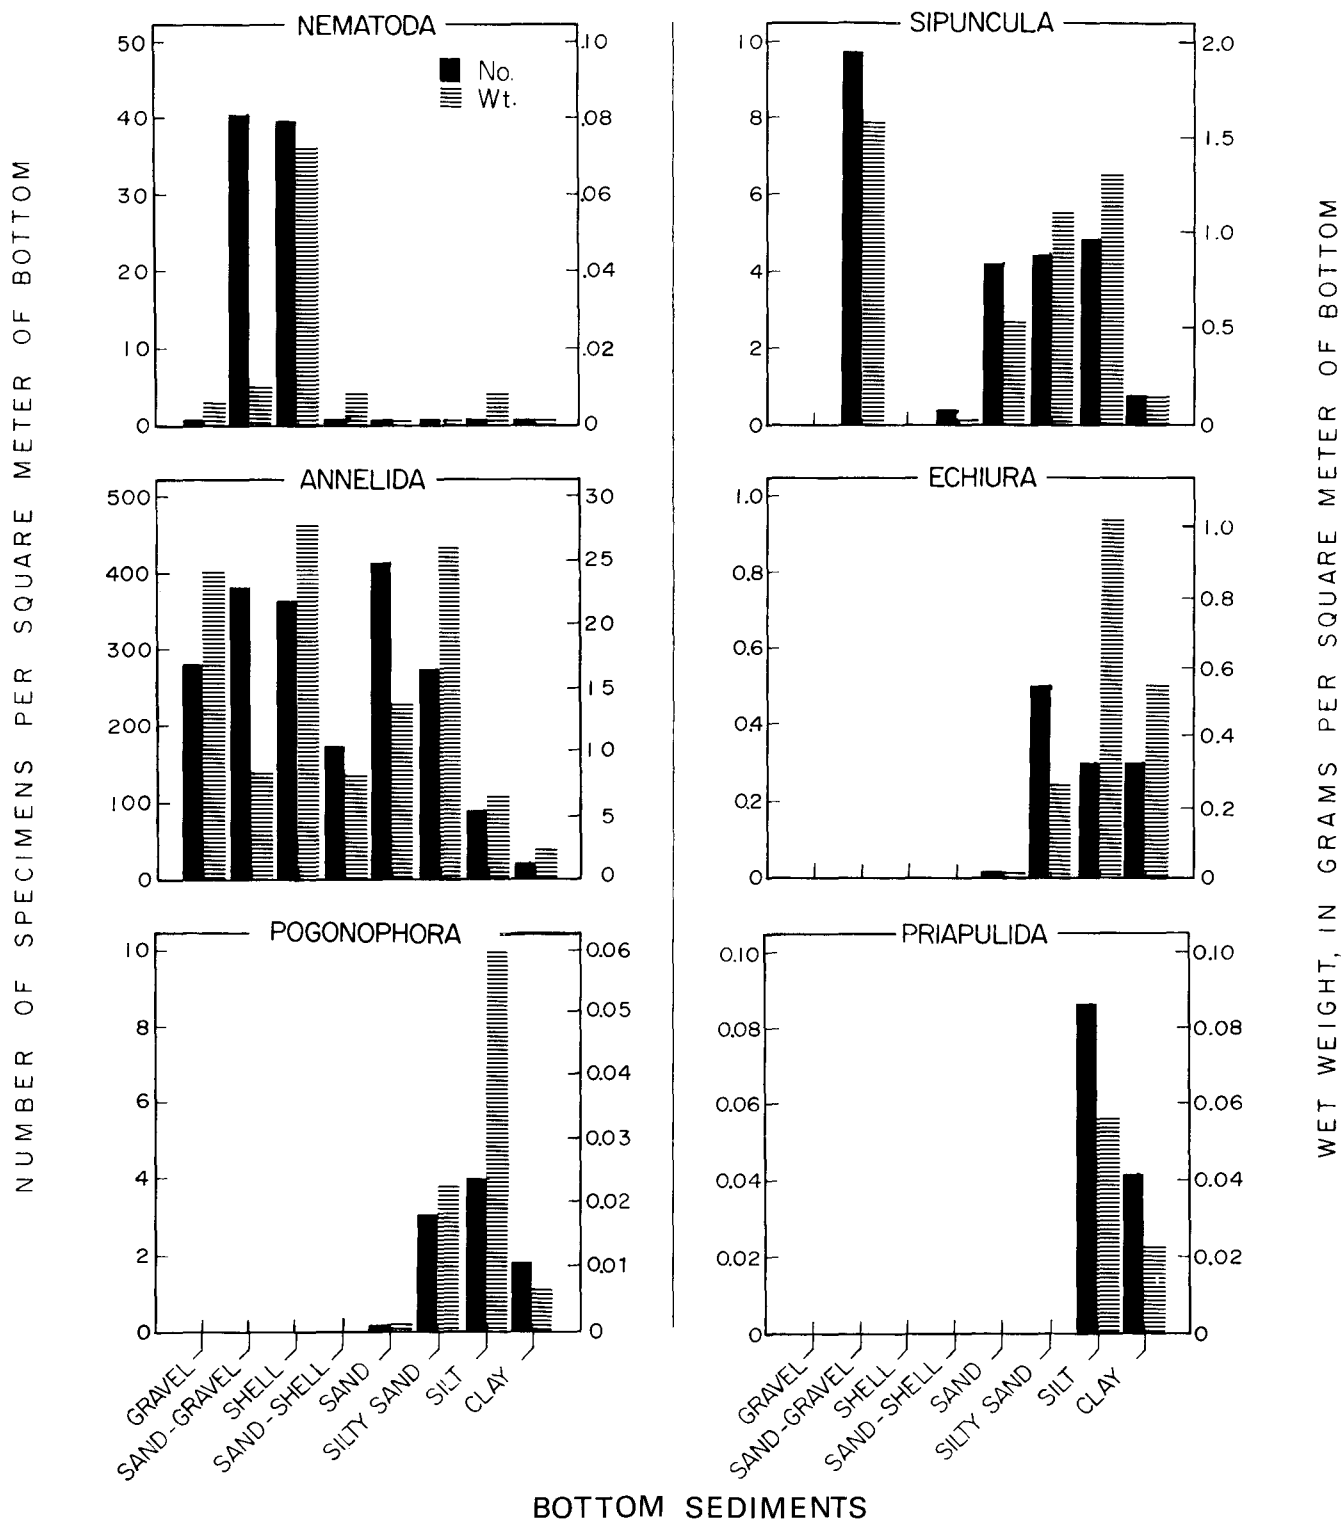 NUMBER OF SPECIMENS PER SQUARE METER OF BOTTOM
NEMATODA
No.
Wt.
50
40
30
20
10
0
.10
.08
.06
.04
.02
0
SIPUNCULA
10
8
6
4
2
0
2.0
1.5
1.0
0.5
0
ANNELIDA
500
400
300
200
100
0
30
25
20
15
10
5
0
ECHIURA
1.0
0.8
0.6
0.4
0.2
0
1.0
0.8
0.6
0.4
0.2
0
POGONOPHORA
10
8
6
4
2
0
0.06
0.05
0.04
0.03
0.02
0.01
0
PRIAPULIDA
0.10
0.08
0.06
0.04
0.02
0
0.10
0.08
0.06
0.04
0.02
0
GRAVEL
SAND-GRAVEL
SHELL
SAND-SHELL
SAND
SILTY SAND
SILT
CLAY
GRAVEL
SAND-GRAVEL
SHELL
SAND-SHELL
SAND
SILTY SAND
SILT
CLAY
WET WEIGHT, IN GRAMS PER SQUARE METER OF BOTTOM
BOTTOM SEDIMENTS